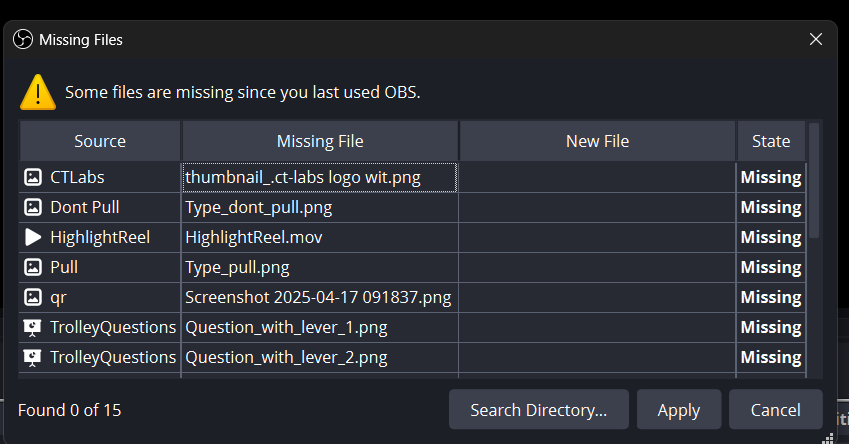 Missing Files
Some files are missing since you last used OBS.
Source Missing File New File State
CTLabs thumbnail_.ct-labs logo wit.png Missing
Dont Pull Type_dont_pull.png Missing
HighlightReel HighlightReel.mov Missing
Pull Type_pull.png Missing
qr Screenshot 2025-04-17 091837.png Missing
TrolleyQuestions Question_with_lever_1.png Missing
TrolleyQuestions Question_with_lever_2.png Missing
Found 0 of 15 Search Directory... Apply Cancel